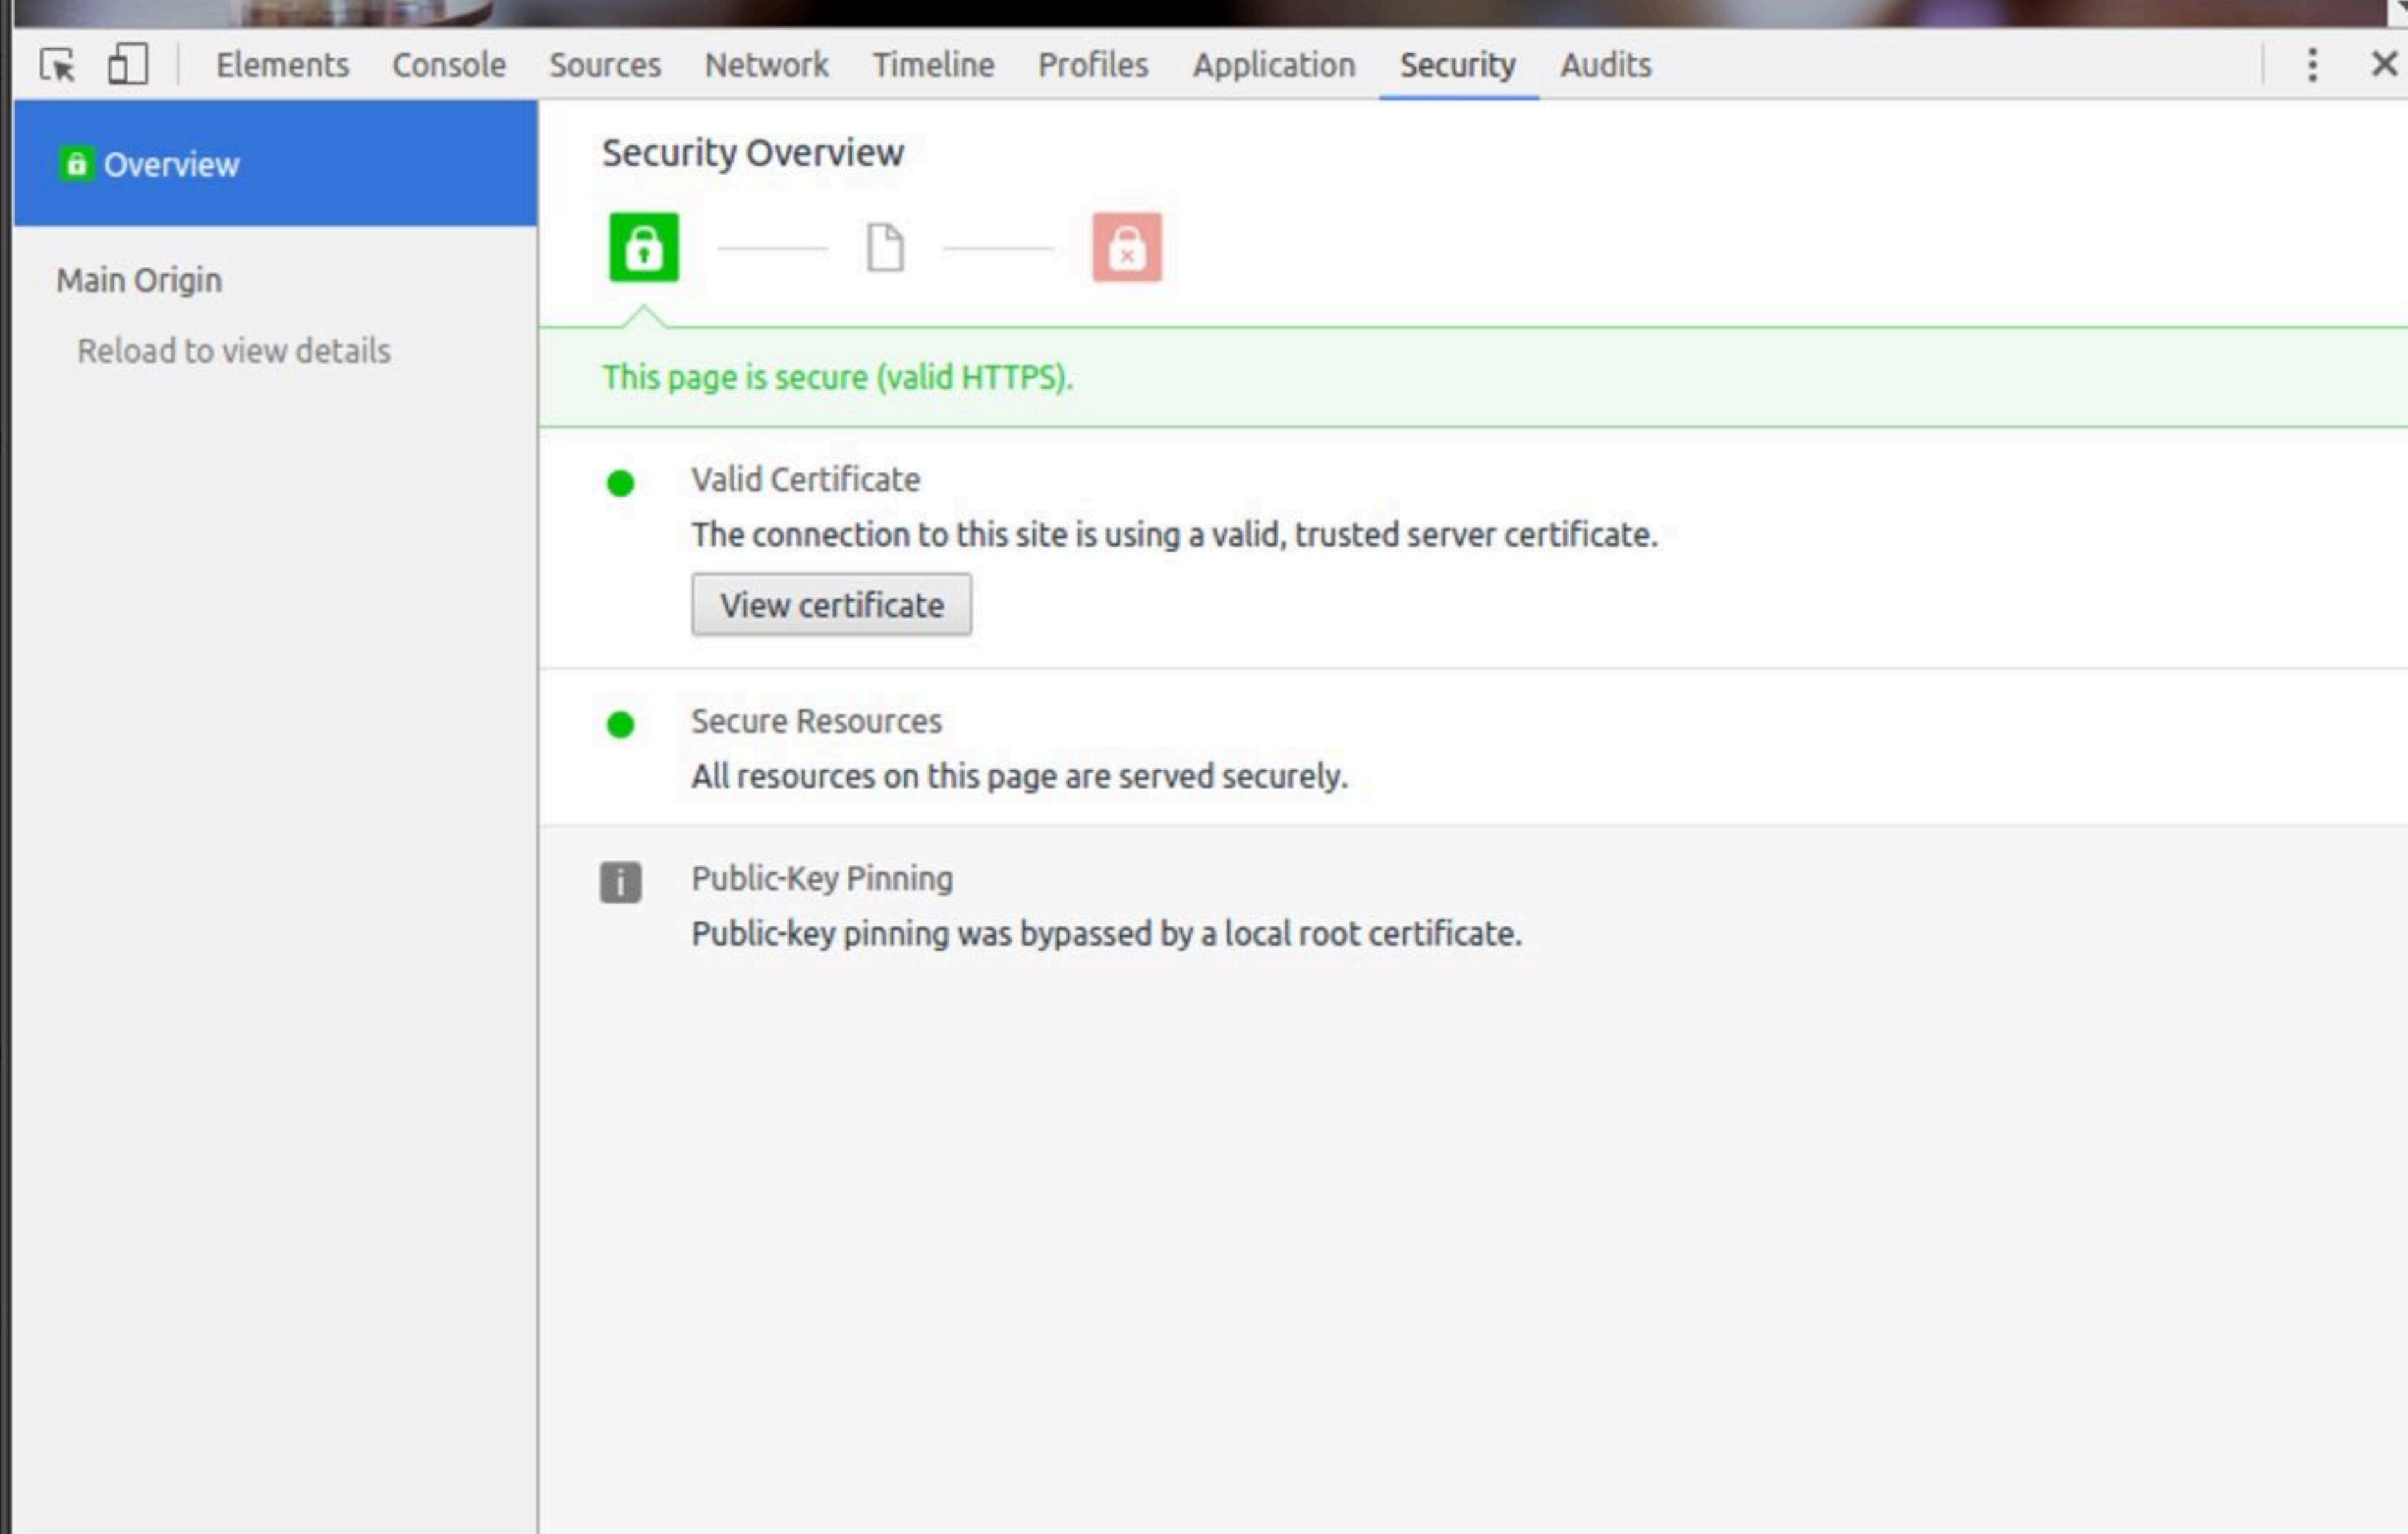 Elements Console Sources Network Timeline Profiles Application Security Audits
Overview
Main Origin
Reload to view details
Security Overview
This page is secure (valid HTTPS).
Valid Certificate
The connection to this site is using a valid, trusted server certificate.
View certificate
Secure Resources
All resources on this page are served securely.
Public-Key Pinning
Public-key pinning was bypassed by a local root certificate.